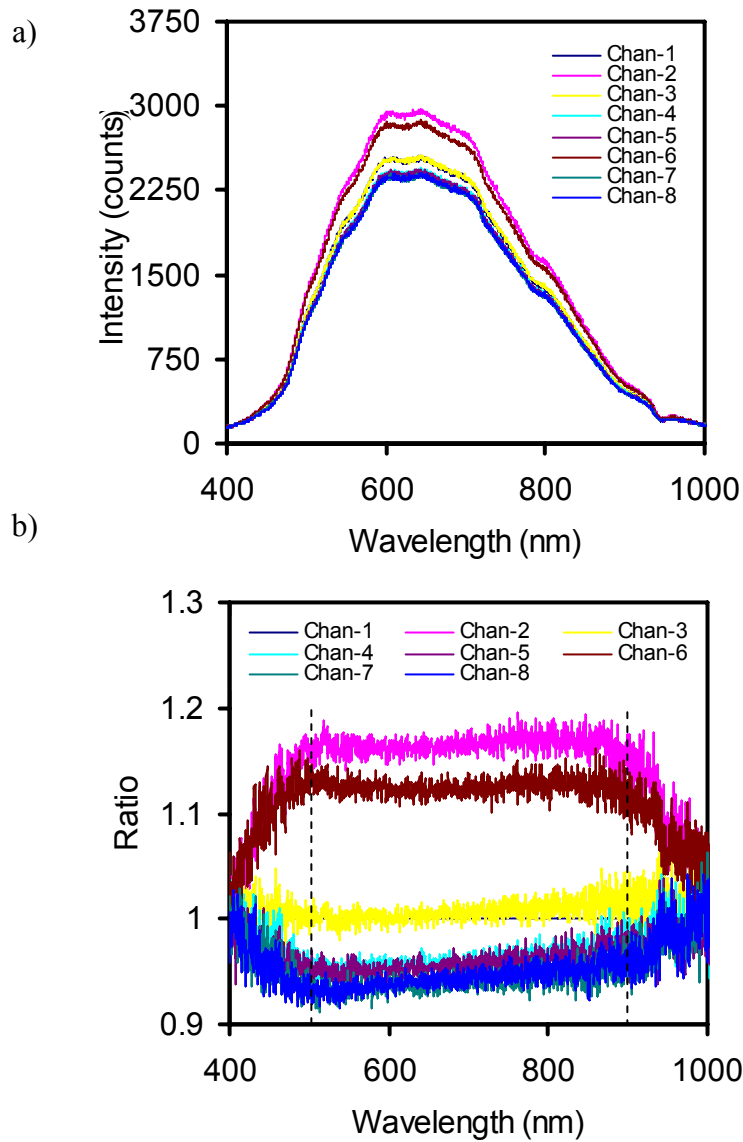 a)
3750
3000
2250
1500
750
0
Intensity (counts)
Chan-1
Chan-2
Chan-3
Chan-4
Chan-5
Chan-6
Chan-7
Chan-8
400 600 800 1000
Wavelength (nm)
b)
1.3
1.2
1.1
1
0.9
Ratio
Chan-1 Chan-2 Chan-3
Chan-4 Chan-5 Chan-6
Chan-7 Chan-8
400 600 800 1000
Wavelength (nm)